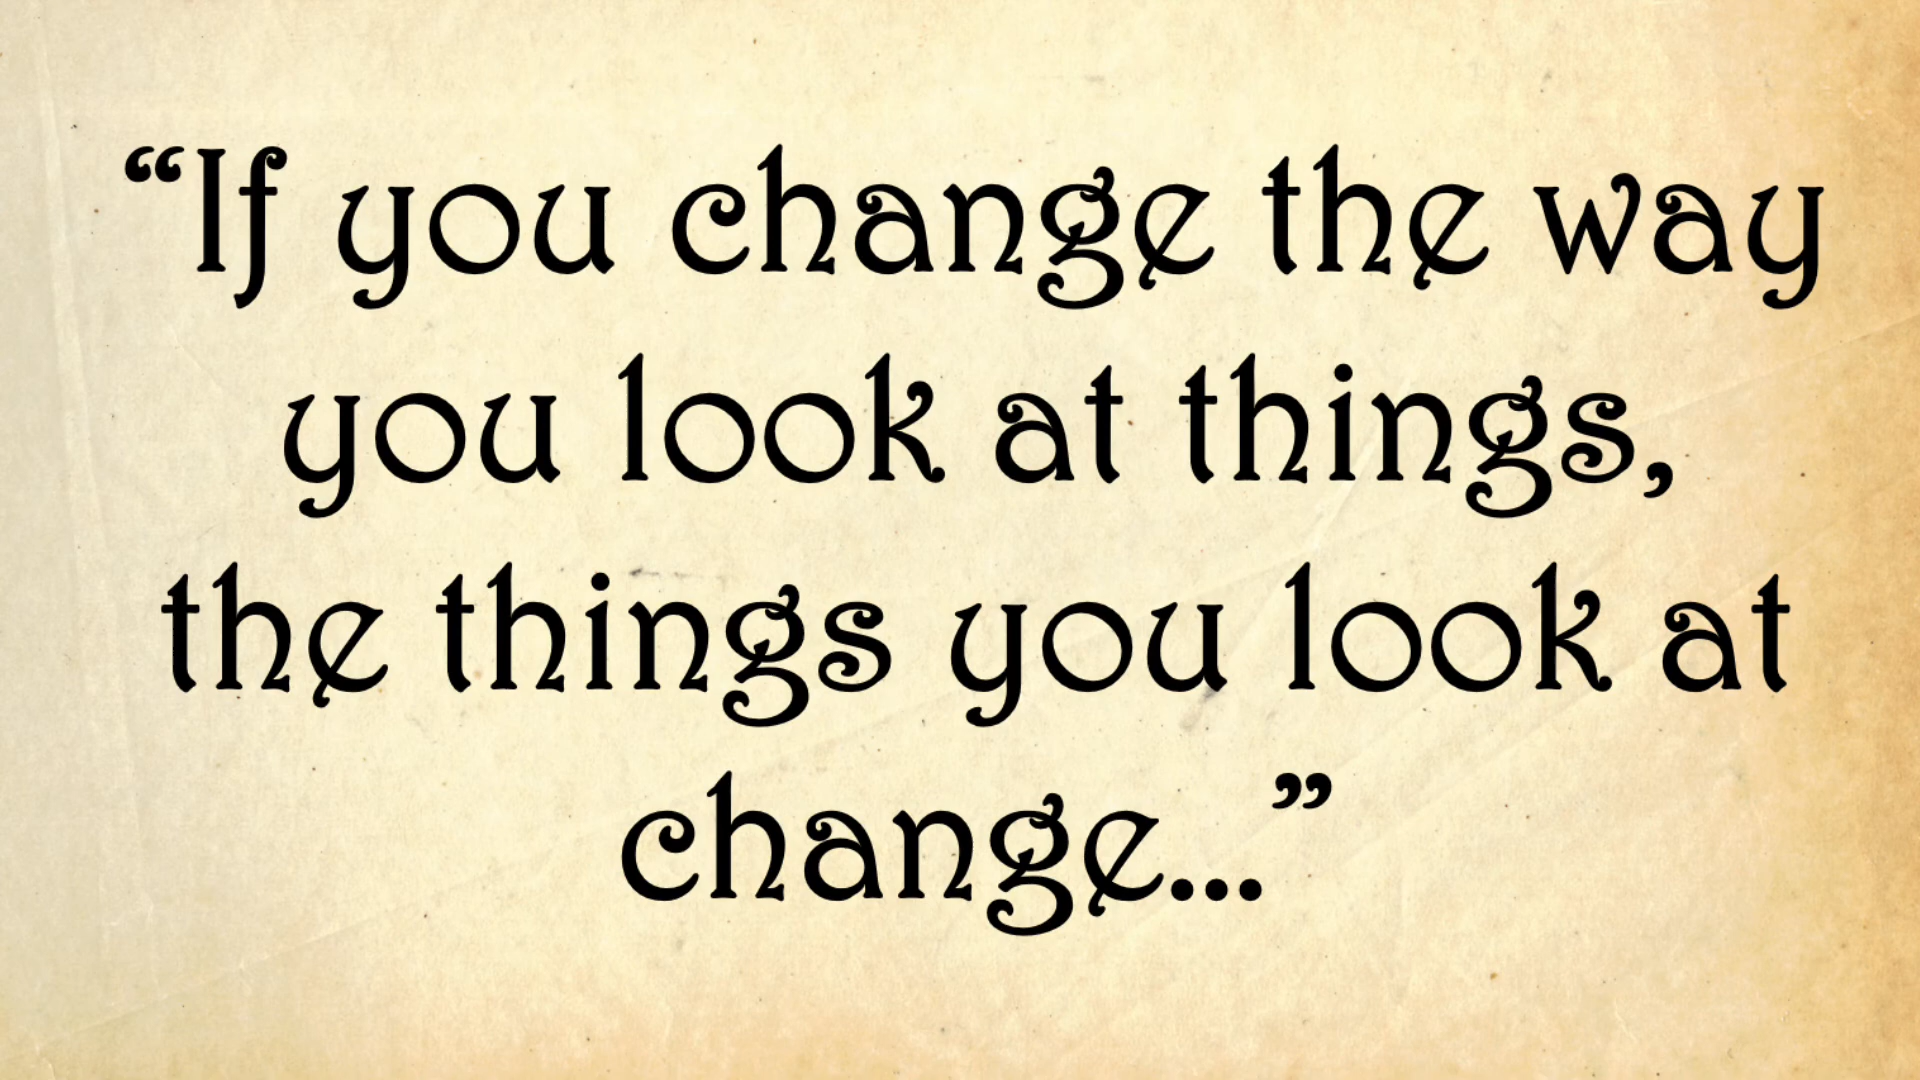 “If you change the way
you look at things,
the things you look at
change...”